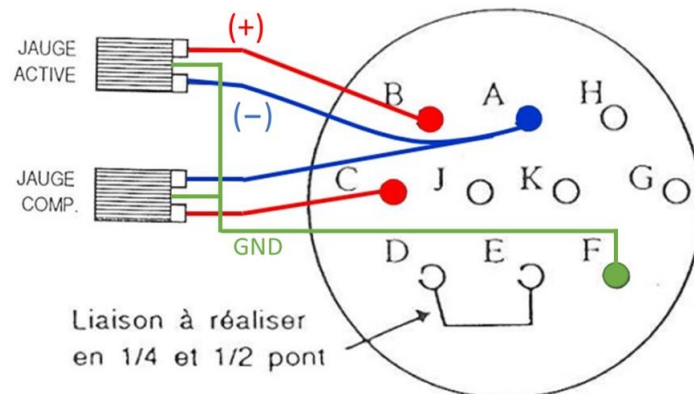 JAUGE
ACTIVE
(+)
(−)
B A H
JAUGE
COMP.
C J K G
GND
D E F
Liaison à réaliser
en 1/4 et 1/2 pont